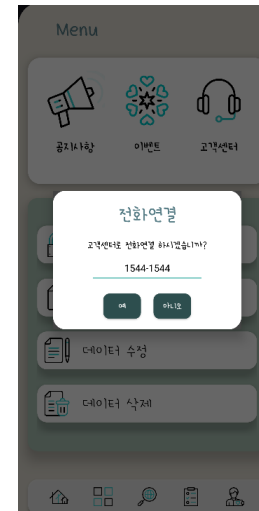 Menu
공지사항
이벤트
고객센터
전화연결
고객센터로 전화연결 하시겠습니까?
1544-1544
예
아니오
데이터 수정
데이터 삭제